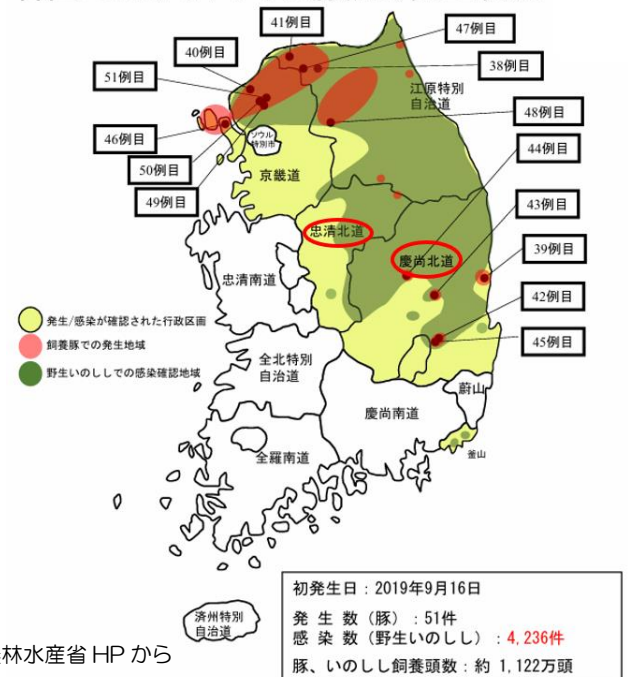 41例目
47例目
40例目
38例目
51例目
江原特別
自治道
48例目
46例目
ソウル
特別市
44例目
50例目
京畿道
49例目
43例目
忠清北道
慶尚北道
39例目
忠清南道
42例目
発生/感染が確認された行政区画
45例目
飼養豚での発生地域
全北特別
自治道
野生いのししでの感染確認地域
蔚山
慶尚南道
全羅南道
釜山
初発生日:2019年9月16日
発生数(豚):51件
感染数(野生いのしし):4,236件
豚、いのしし飼養頭数:約 1,122万頭
済州特別
自治道
林水産省 HP から